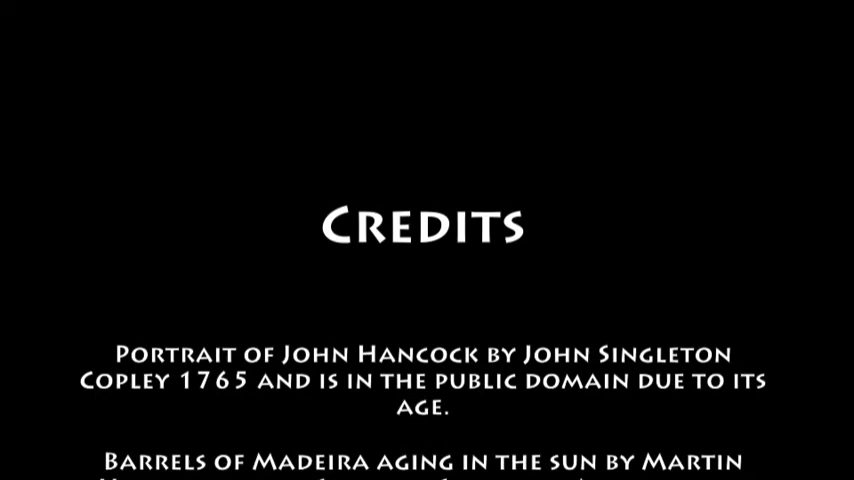 Credits
Portrait of John Hancock by John Singleton
Copley 1765 and is in the public domain due to its
age.
Barrels of Madeira aging in the sun by Martin